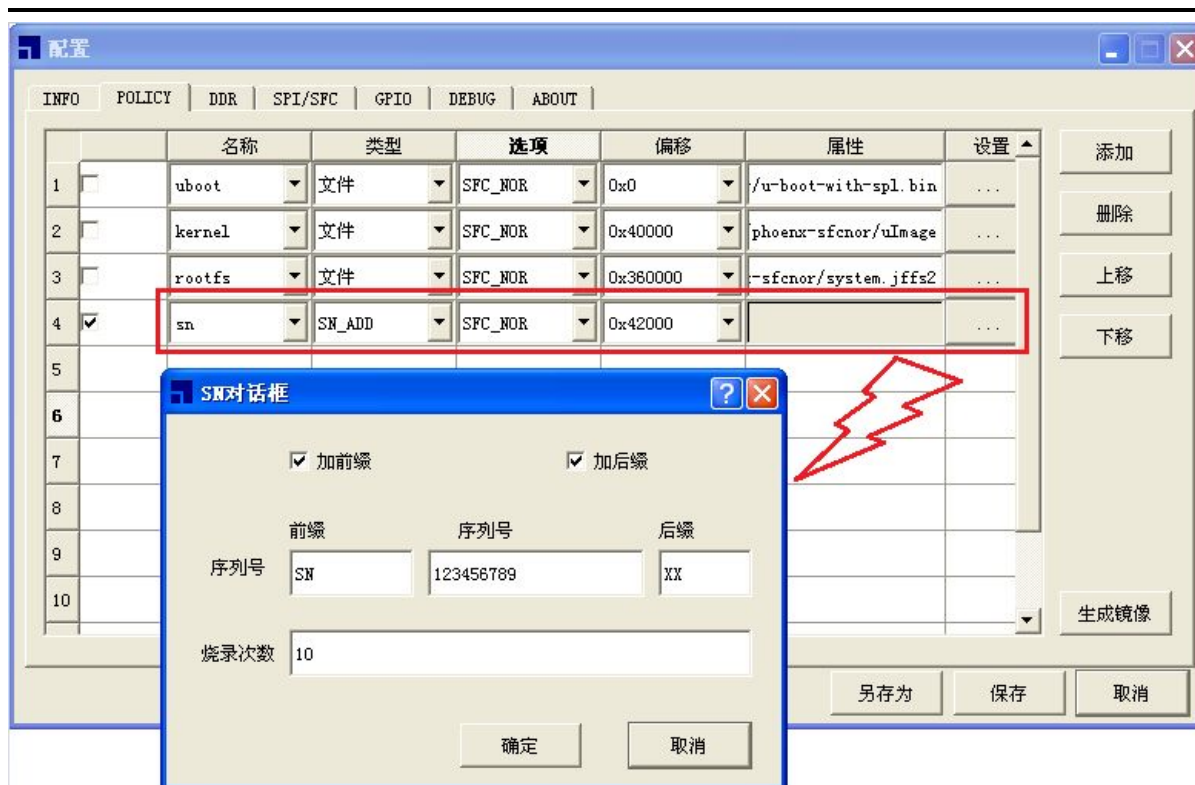 配置
INFO POLICY DDR SPI/SFC GPIO DEBUG ABOUT
名称 类型 选项 偏移 属性 设置
1 uboot 文件 SFC_NOR 0x0 /u-boot-with-spl.bin ...
添加
2 kernel 文件 SFC_NOR 0x40000 phoenx-sfcnor/uImage ...
删除
3 rootfs 文件 SFC_NOR 0x360000 -sfcnor/system.jffs2 ...
上移
4 sn SN_ADD SFC_NOR 0x42000 ...
下移
5
6
7
8
9
10
生成镜像
另存为 保存 取消
SN对话框
加前缀 加后缀
前缀 序列号 后缀
序列号 SN 123456789 XX
烧录次数 10
确定 取消